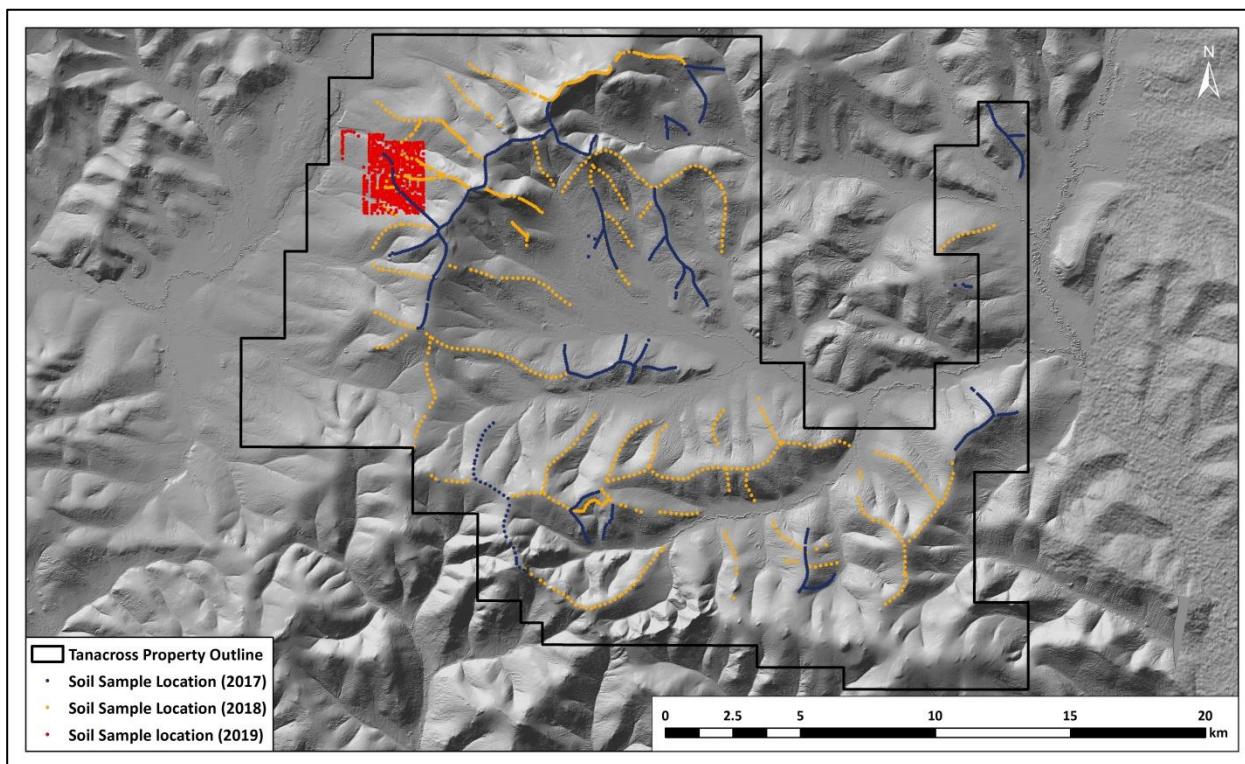 N
Tanacross Property Outline
Soil Sample Location (2017)
Soil Sample Location (2018)
Soil Sample location (2019)
0 2.5 5 10 15 20
km